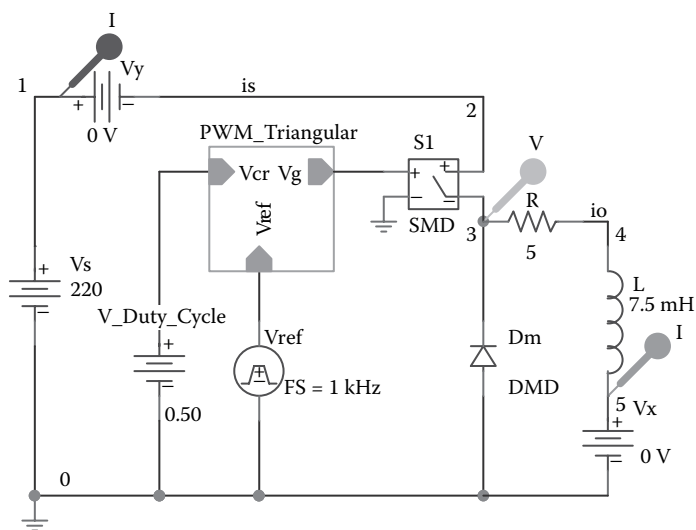 I
1
Vy
is
+
−
0 V
2
PWM_Triangular
S1
V
Vcr
Vg
+
+
−
−
R
io
Vref
SMD
3
5
4
+
Vs
220
−
L
7.5 mH
V_Duty_Cycle
I
+
Vref
Dm
−
+
−
FS = 1 kHz
DMD
0.50
5
Vx
+
−
0 V
0